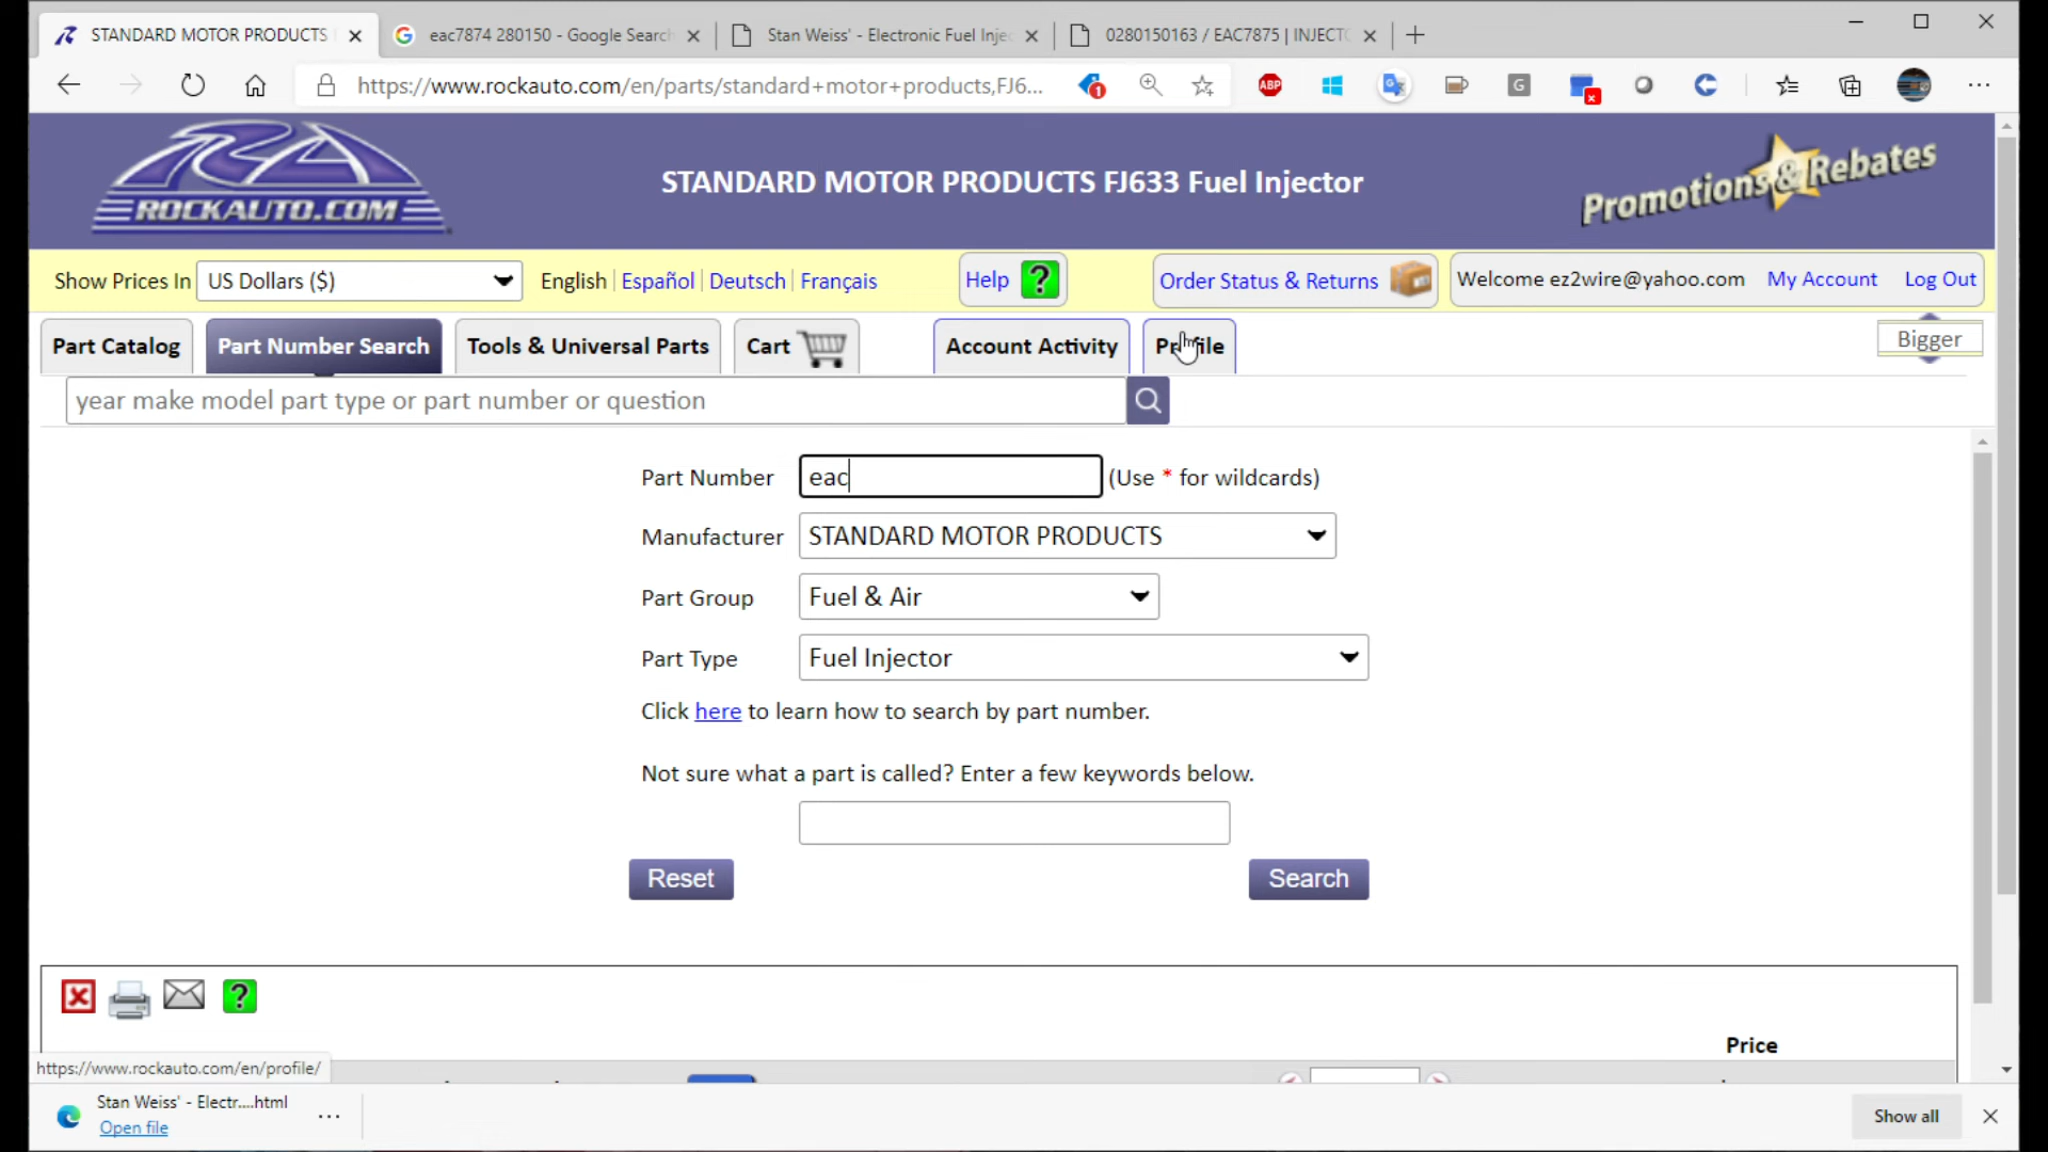 STANDARD MOTOR PRODUCTS
eac7874 280150 - Google Search
Stan Weiss' - Electronic Fuel Inje
0280150163 / EAC7875 | INJECTO
https://www.rockauto.com/en/parts/standard+motor+products,FJ6...
1
ABP
G
RA
ROCKAUTO.COM
STANDARD MOTOR PRODUCTS FJ633 Fuel Injector
Promotions & Rebates
Show Prices In US Dollars ($) English | Español | Deutsch | Français Help ? Order Status & Returns Welcome ez2wire@yahoo.com My Account Log Out
Part Catalog Part Number Search Tools & Universal Parts Cart Account Activity Profile Bigger
year make model part type or part number or question
Part Number eac (Use * for wildcards)
Manufacturer STANDARD MOTOR PRODUCTS
Part Group Fuel & Air
Part Type Fuel Injector
Click here to learn how to search by part number.
Not sure what a part is called? Enter a few keywords below.
Reset Search
?
Price
https://www.rockauto.com/en/profile/
Stan Weiss' - Electr....html
Open file
Show all